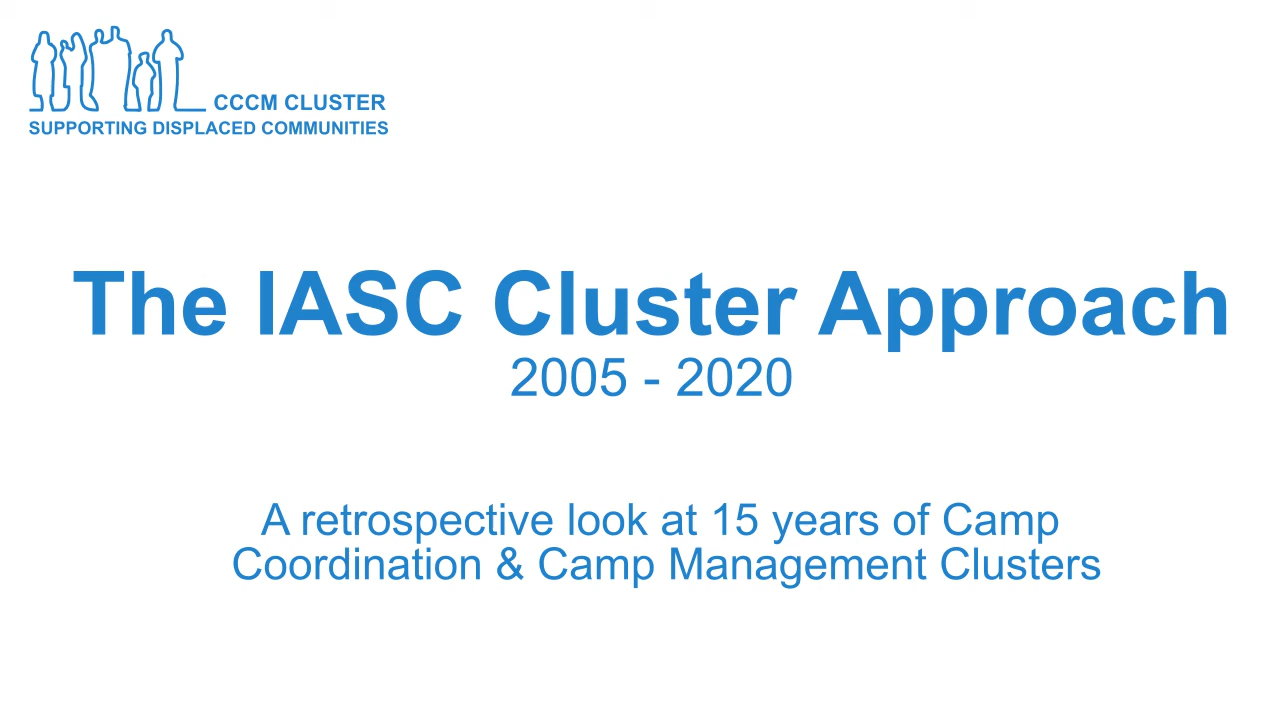 CCCM CLUSTER
SUPPORTING DISPLACED COMMUNITIES
The IASC Cluster Approach
2005 - 2020
A retrospective look at 15 years of Camp
Coordination & Camp Management Clusters